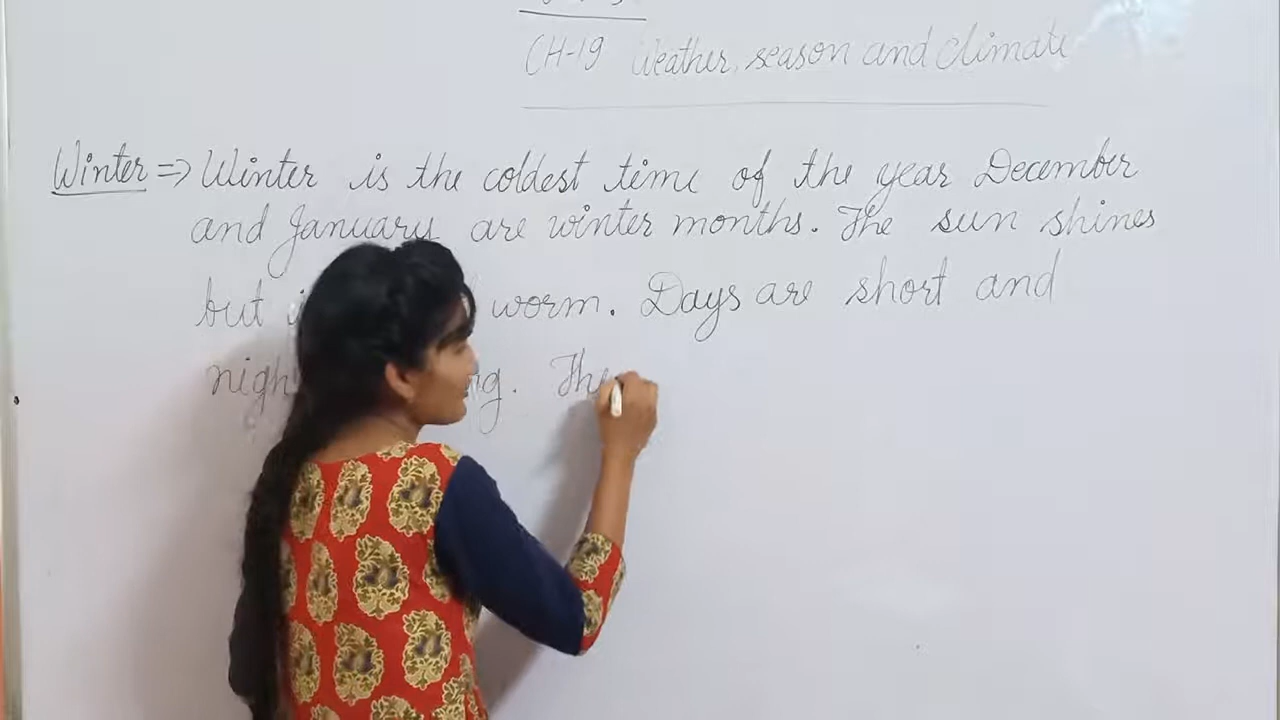 CH-19 Weather, season and climate
Winter => Winter is the coldest time of the year December
and January are winter months. The sun shines
but worm. Days are short and
The